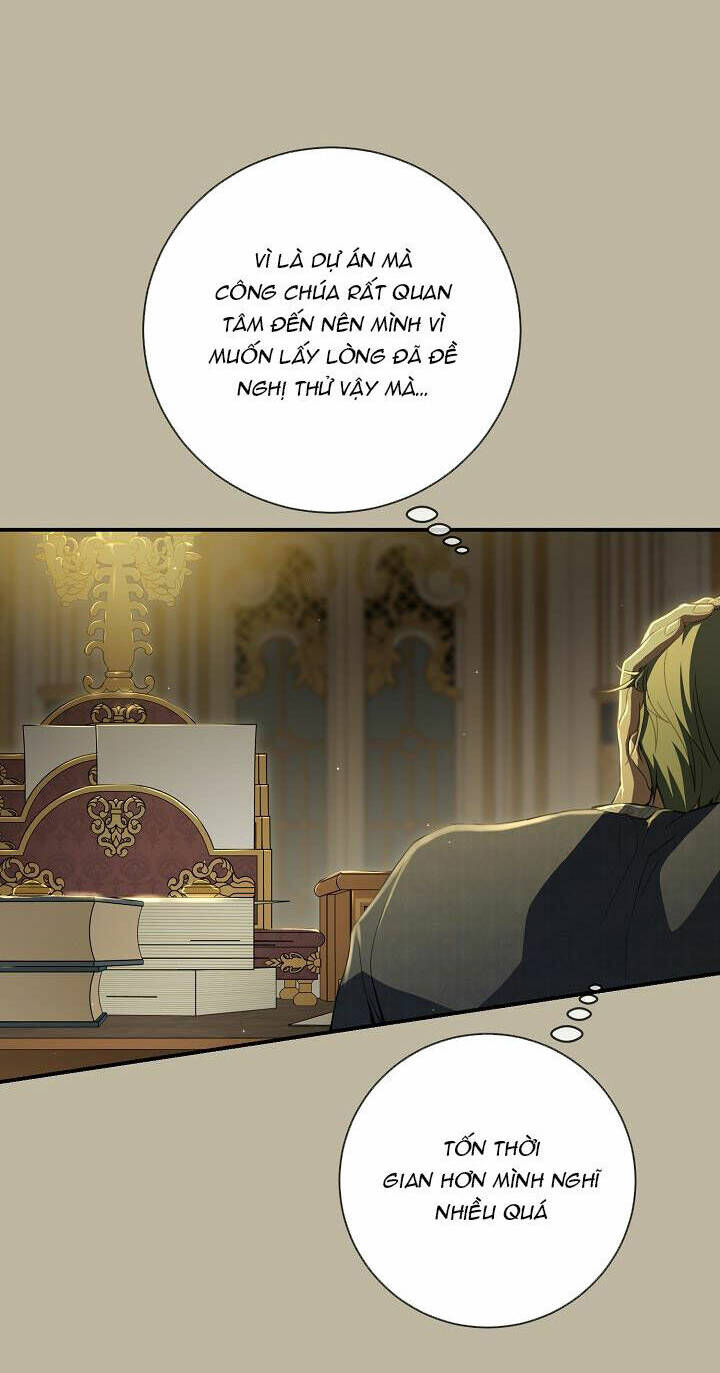 VÌ LÀ DỰ ÁN MÀ
CÔNG CHÚA RẤT QUAN
TÂM ĐẾN NÊN MÌNH VÌ
MUỐN LẤY LÒNG ĐÃ ĐỀ
NGHỊ THỬ VẬY MÀ...
TỐN THỜI
GIAN HƠN MÌNH NGHĨ
NHIỀU QUÁ